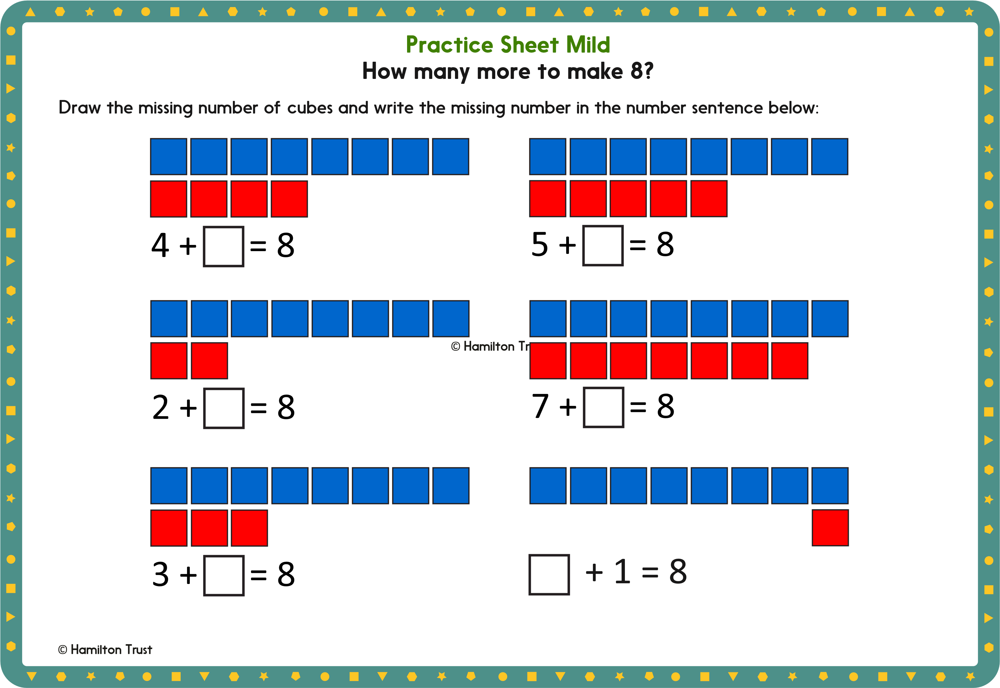 Practice Sheet Mild
How many more to make 8?
Draw the missing number of cubes and write the missing number in the number sentence below:
4 + = 8
5 + = 8
© Hamilton Tr
2 + = 8
7 + = 8
3 + = 8
+ 1 = 8
© Hamilton Trust